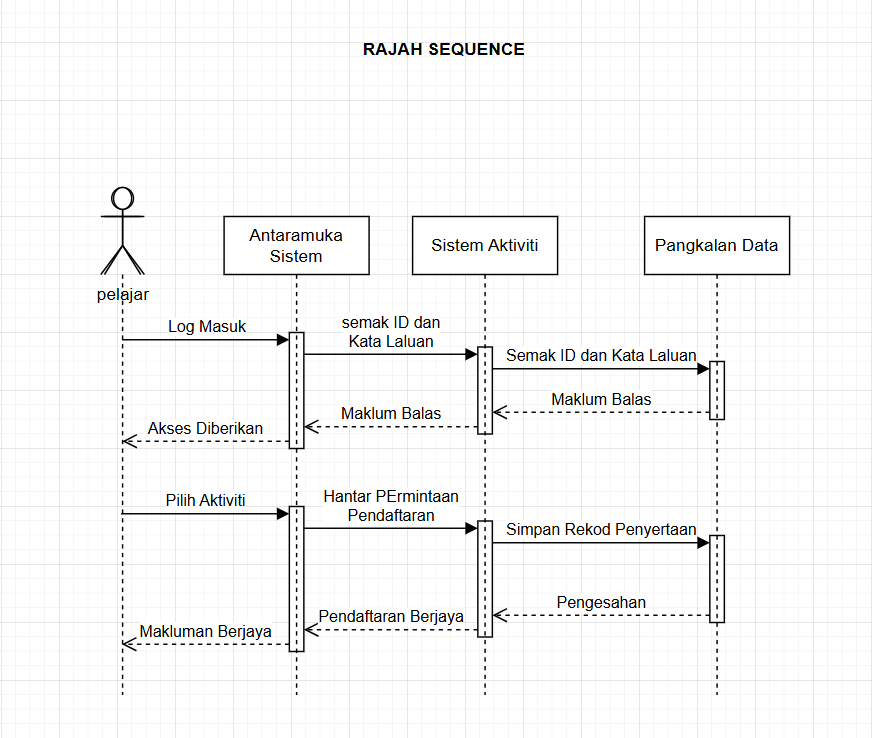 RAJAH SEQUENCE
Antaramuka
Sistem
Sistem Aktiviti
Pangkalan Data
pelajar
Log Masuk
semak ID dan
Kata Laluan
Semak ID dan Kata Laluan
Maklum Balas
Maklum Balas
Akses Diberikan
Pilih Aktiviti
Hantar PErmintaan
Pendaftaran
Simpan Rekod Penyertaan
Pengesahan
Pendaftaran Berjaya
Makluman Berjaya